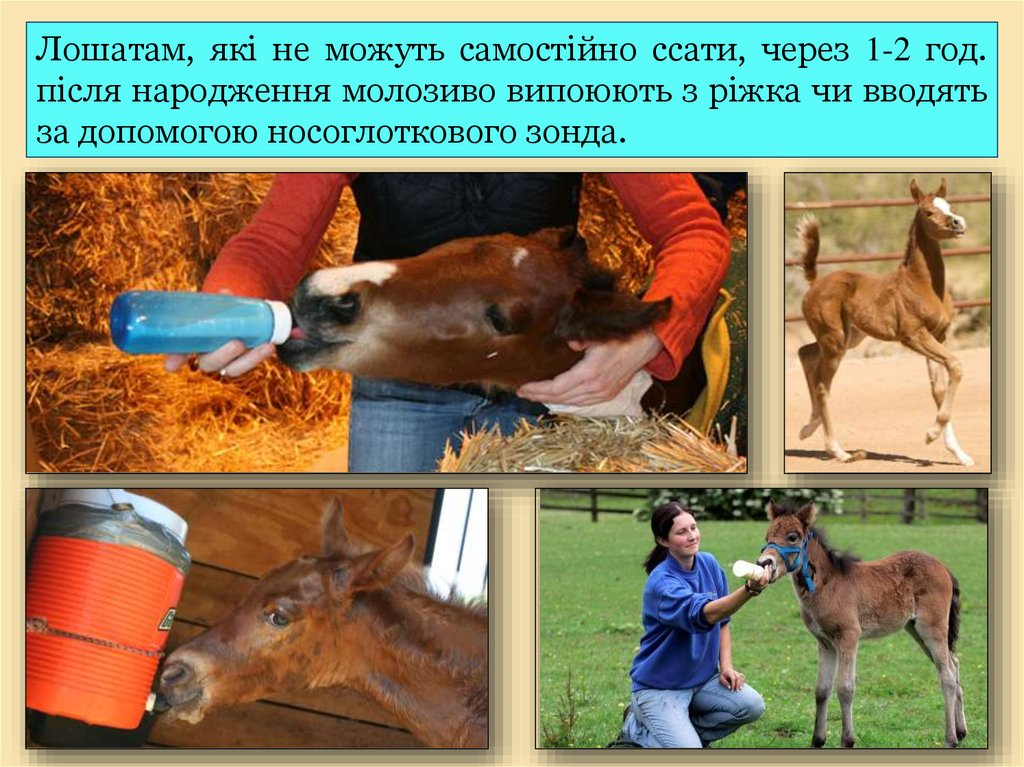 Лошатам, які не можуть самостійно ссати, через 1-2 год.
після народження молозиво випоюють з ріжка чи вводять
за допомогою носоглоткового зонда.